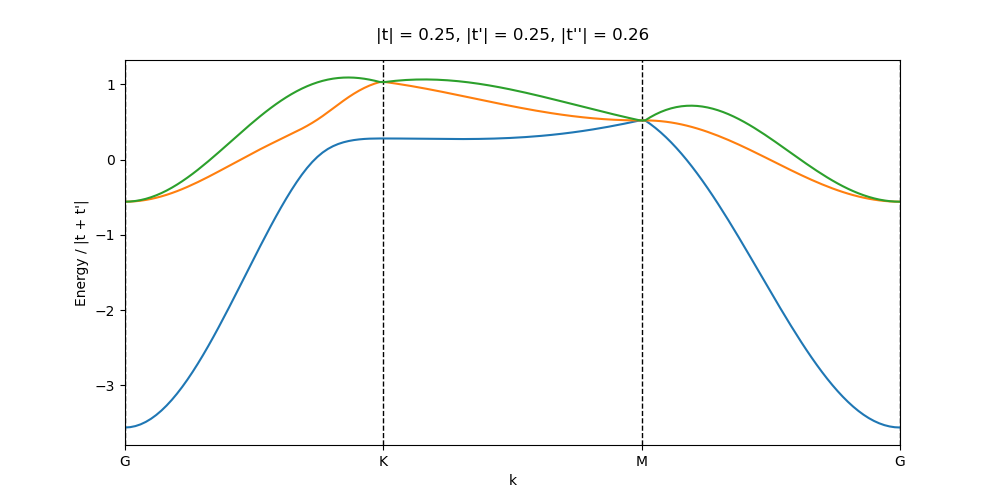 |t| = 0.25, |t'| = 0.25, |t''| = 0.26
Energy / |t + t'|
1
0
−1
−2
−3
G
K
M
G
k